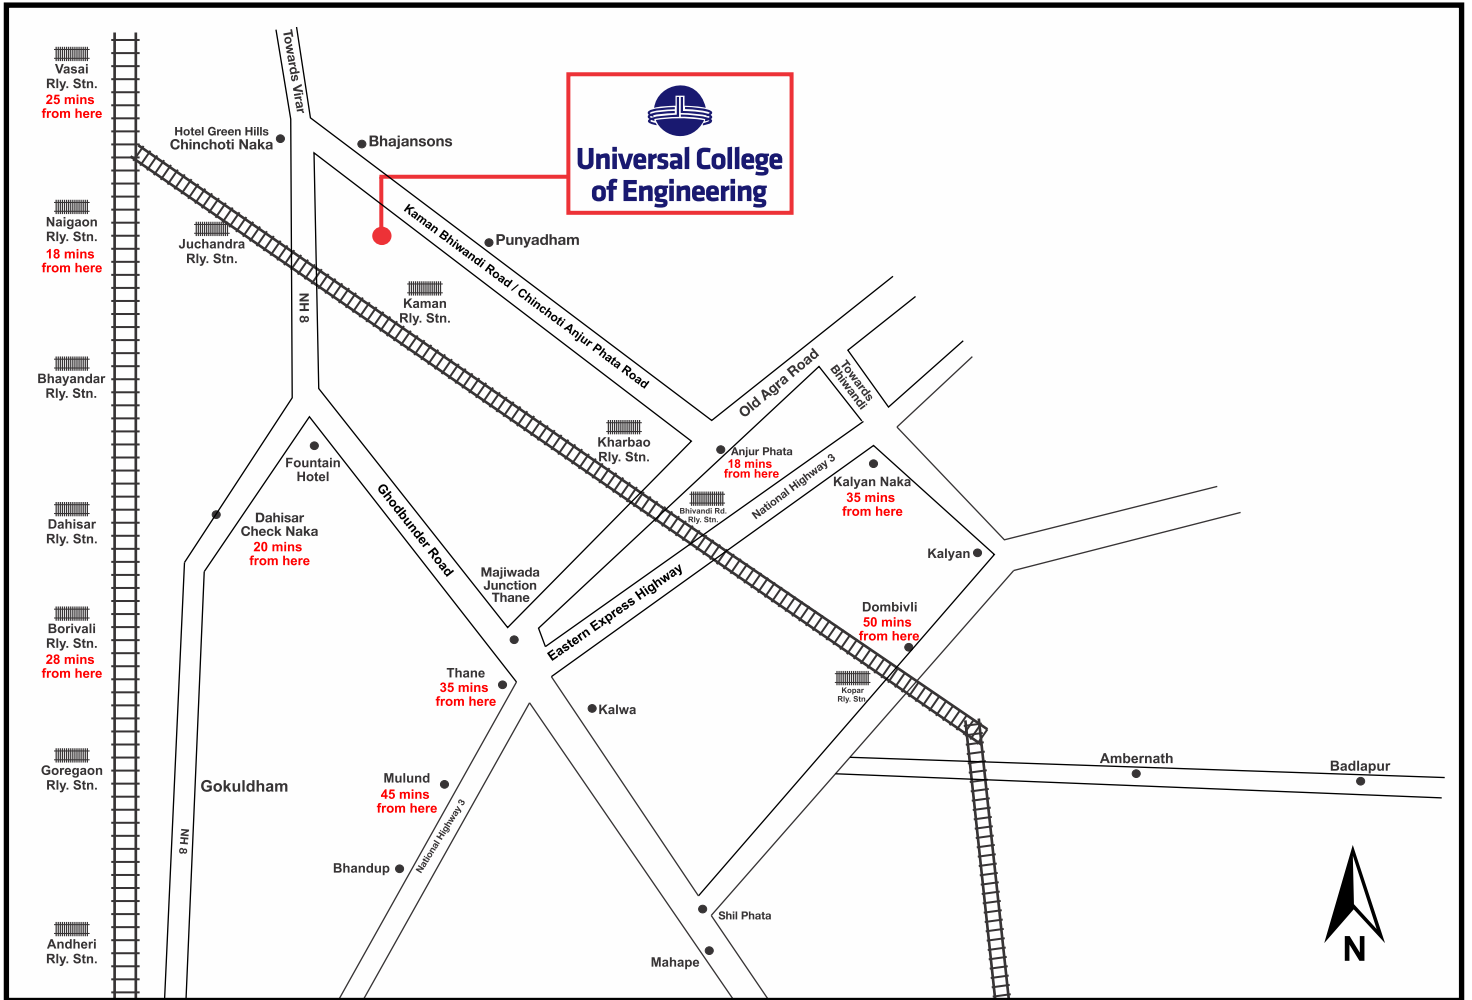 Towards Virar
Vasai
Rly. Stn.
25 mins
from here
Hotel Green Hills
Chinchoti Naka
Bhajansons
Universal College
of Engineering
Naigaon
Rly. Stn.
18 mins
from here
Juchandra
Rly. Stn.
Kaman Bhiwandi Road / Chinchoti Anjur Phata Road
Punyadham
NH 8
Kaman
Rly. Stn.
Bhayandar
Rly. Stn.
Old Agra Road
Towards
Bhiwandi
Kharbao
Rly. Stn.
Anjur Phata
18 mins
from here
Fountain
Hotel
Ghodbunder Road
National Highway 3
Kalyan Naka
35 mins
from here
Bhivandi Rd.
Rly. Stn.
Dahisar
Rly. Stn.
Dahisar
Check Naka
20 mins
from here
Kalyan
Majiwada
Junction
Thane
Eastern Express Highway
Dombivli
50 mins
from here
Borivali
Rly. Stn.
28 mins
from here
Thane
35 mins
from here
Kopar
Rly. Stn.
Kalwa
Goregaon
Rly. Stn.
Gokuldham
Mulund
45 mins
from here
Ambernath
Badlapur
NH 8
National Highway 3
Bhandup
Shil Phata
Mahape
Andheri
Rly. Stn.
N